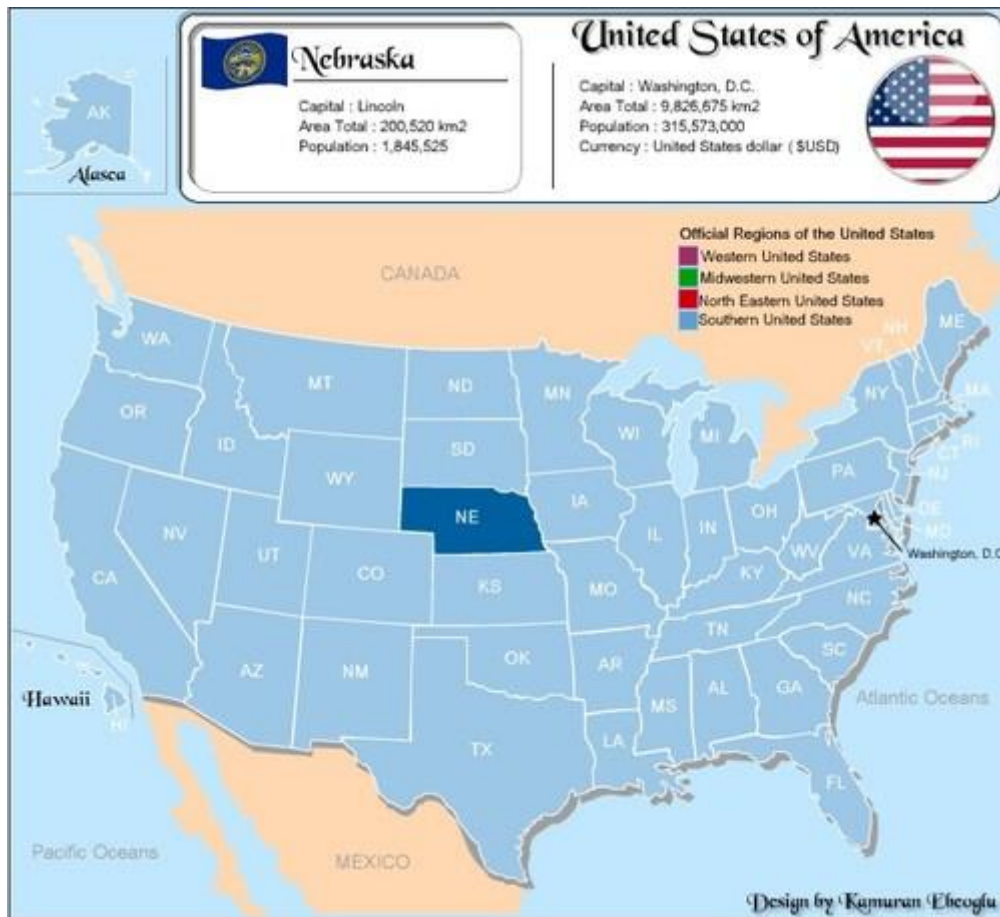 Nebraska
Capital : Lincoln
Area Total : 200,520 km2
Population : 1,845,525
United States of America
Capital : Washington, D.C.
Area Total : 9,826,675 km2
Population : 315,573,000
Currency : United States dollar ( $USD)
AK
Alasca
Official Regions of the United States
Western United States
Midwestern United States
North Eastern United States
Southern United States
CANADA
WA
MT
ND
MN
VT
NH
ME
OR
ID
SD
WI
MI
NY
MA
WY
RI
CT
NJ
PA
NE
IA
NV
UT
CO
IL
IN
OH
DE
MD
Washington, D.C
CA
KS
MO
KY
WV
VA
AZ
NM
OK
AR
TN
NC
SC
Hawaii
HI
TX
LA
MS
AL
GA
Atlantic Oceans
FL
Pacific Oceans
MEXICO
Design by Kamuran Ebeoglu